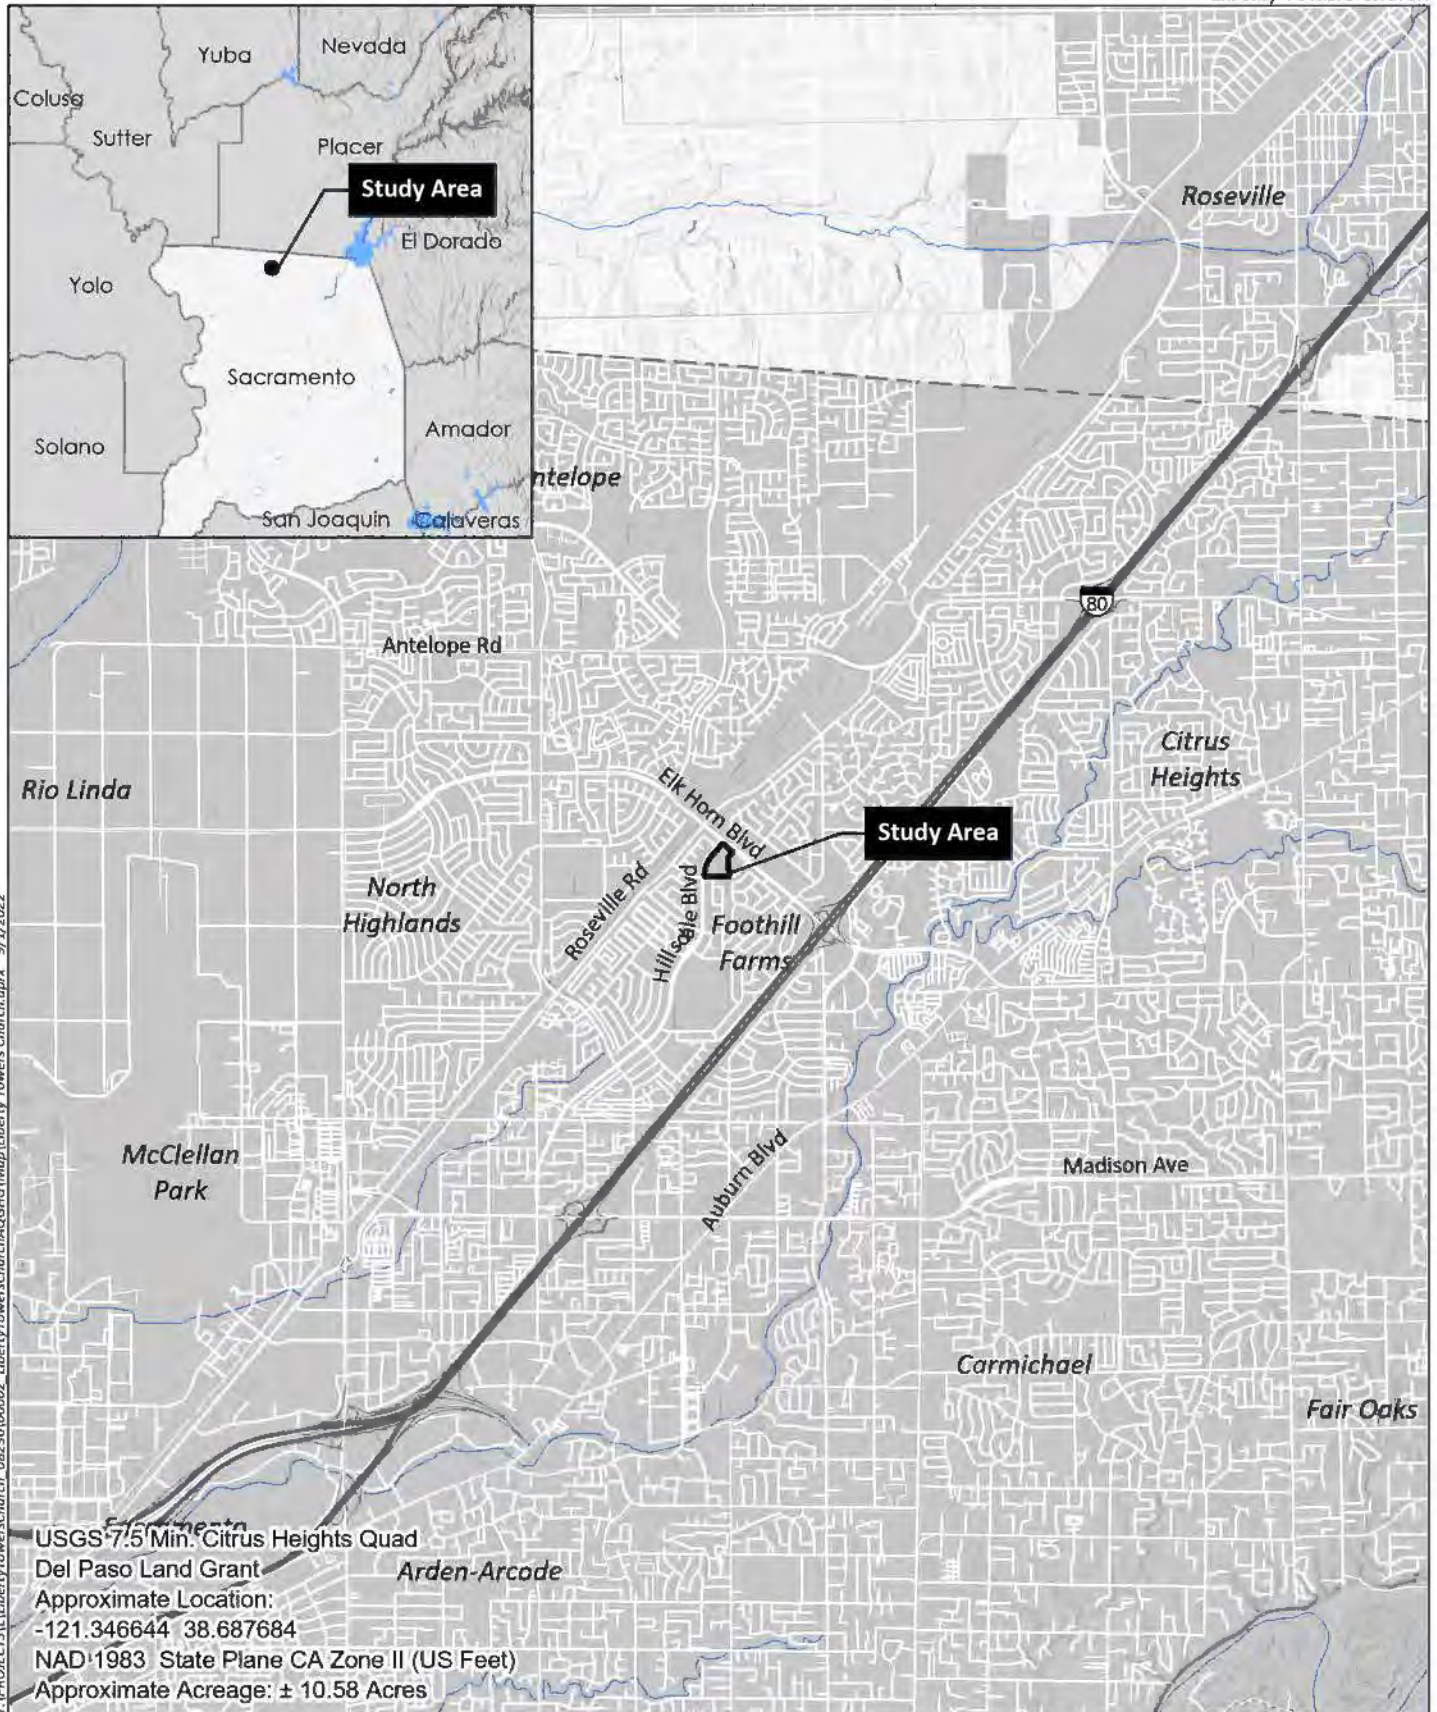 Yuba
Nevada
Colusa
Sutter
Placer
Study Area
El Dorado
Yolo
Sacramento
Solano
Amador
San Joaquin
Calaveras
Roseville
ntelope
80
Antelope Rd
Citrus
Heights
Rio Linda
Elk Horn Blvd
Study Area
North
Highlands
Roseville Rd
Foothill
Farms
McClellan
Park
Auburn Blvd
Madison Ave
Carmichael
Fair Oaks
Arden-Arcode
USGS 7.5 Min. Citrus Heights Quad
Del Paso Land Grant
Approximate Location:
-121.346644 38.687684
NAD 1983 State Plane CA Zone II (US Feet)
Approximate Acreage: ± 10.58 Acres